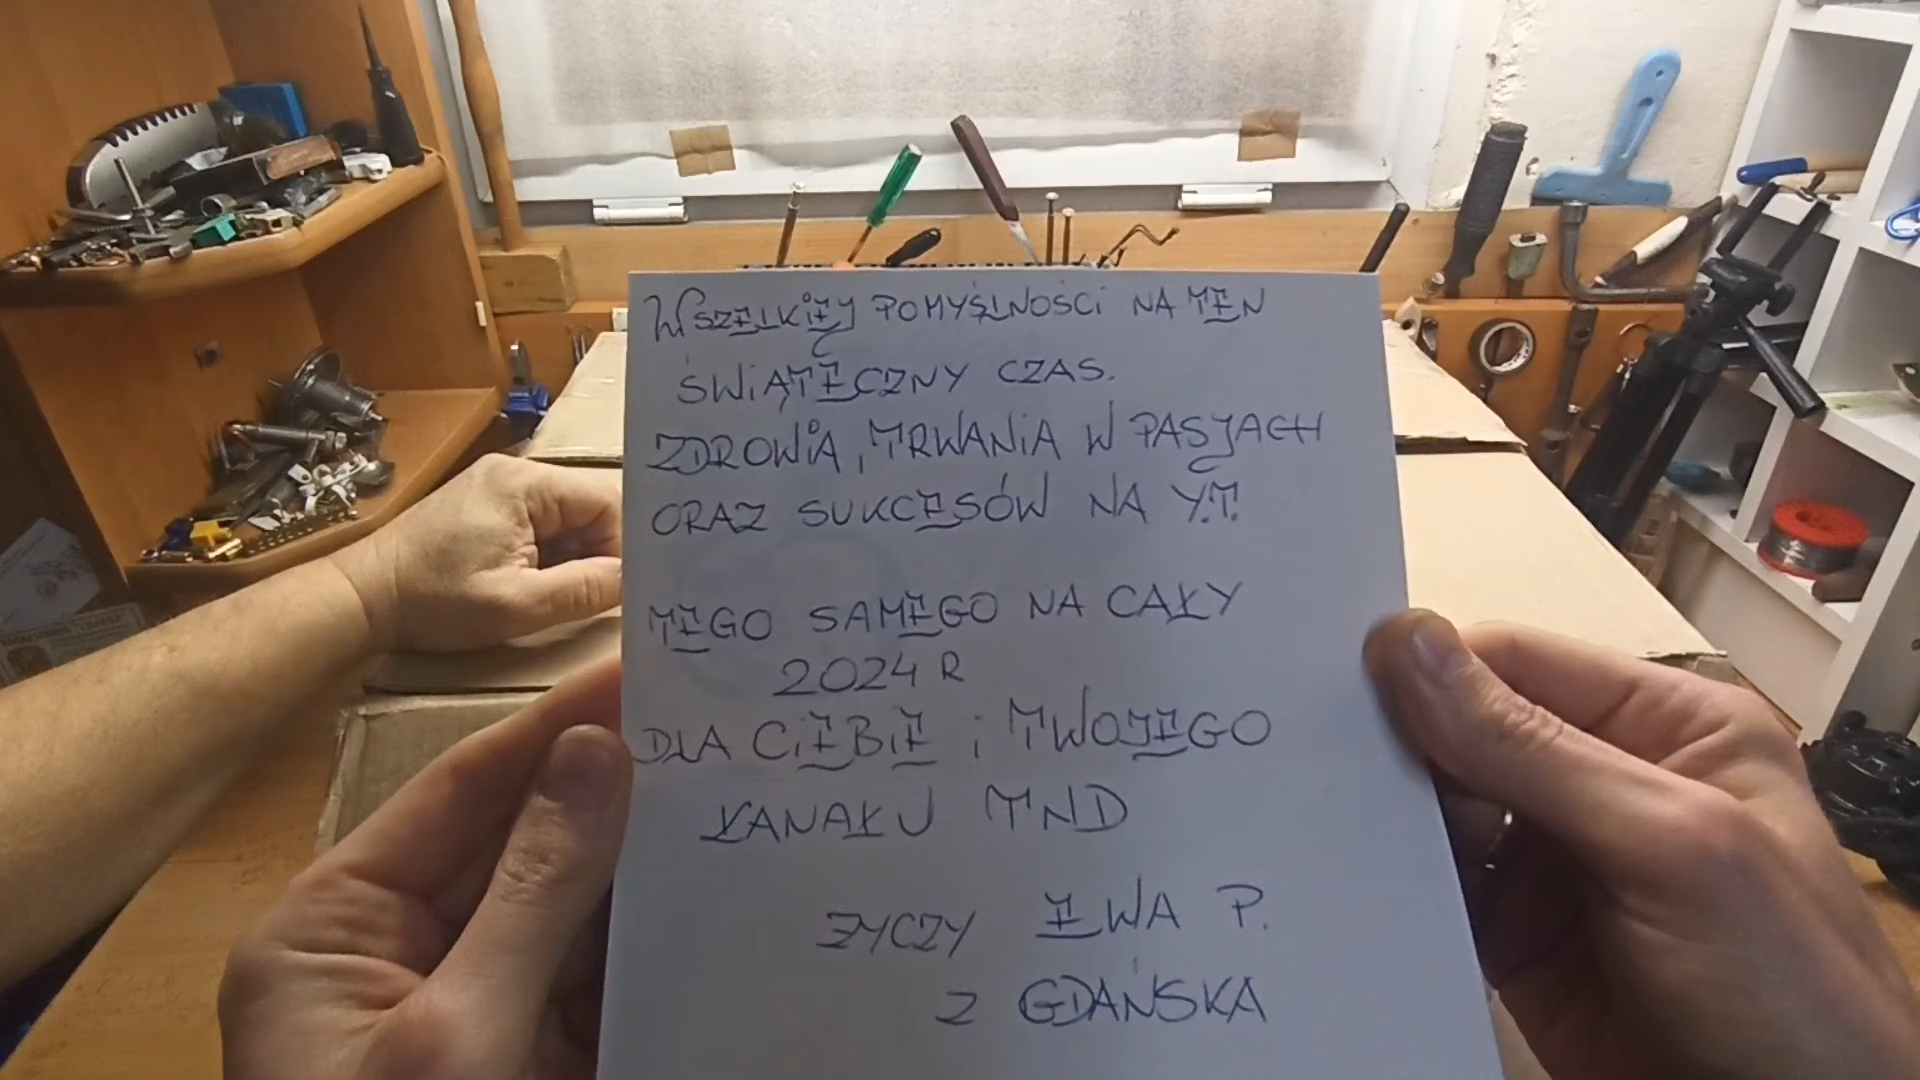 WSZELKIEJ POMYŚLNOŚCI NA TEN
ŚWIĄTECZNY CZAS.
ZDROWIA, TRWANIA W PASJACH
ORAZ SUKCESÓW NA Y.T.
TEGO SAMEGO NA CAŁY
2024 R
DLA CIEBIE i TWOJEGO
KANAŁU TND
ZYCZY EWA P.
Z GDAŃSKA